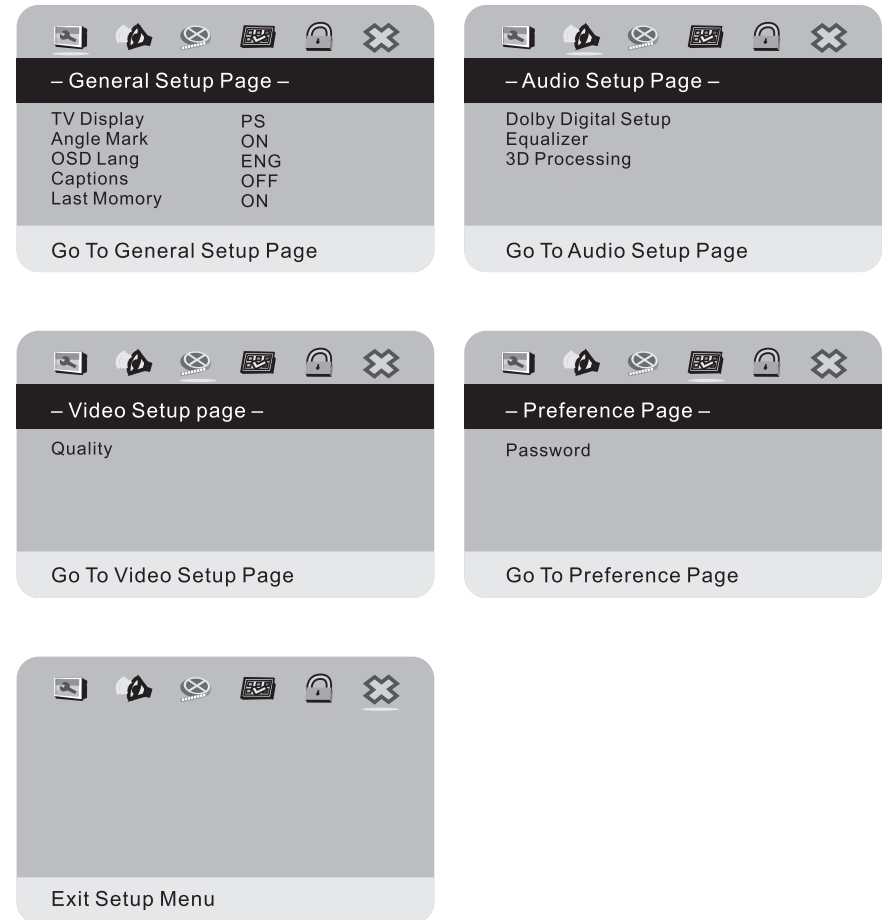 – General Setup Page –
TV Display PS
Angle Mark ON
OSD Lang ENG
Captions OFF
Last Momory ON
Go To General Setup Page
– Audio Setup Page –
Dolby Digital Setup
Equalizer
3D Processing
Go To Audio Setup Page
– Video Setup page –
Quality
Go To Video Setup Page
– Preference Page –
Password
Go To Preference Page
Exit Setup Menu